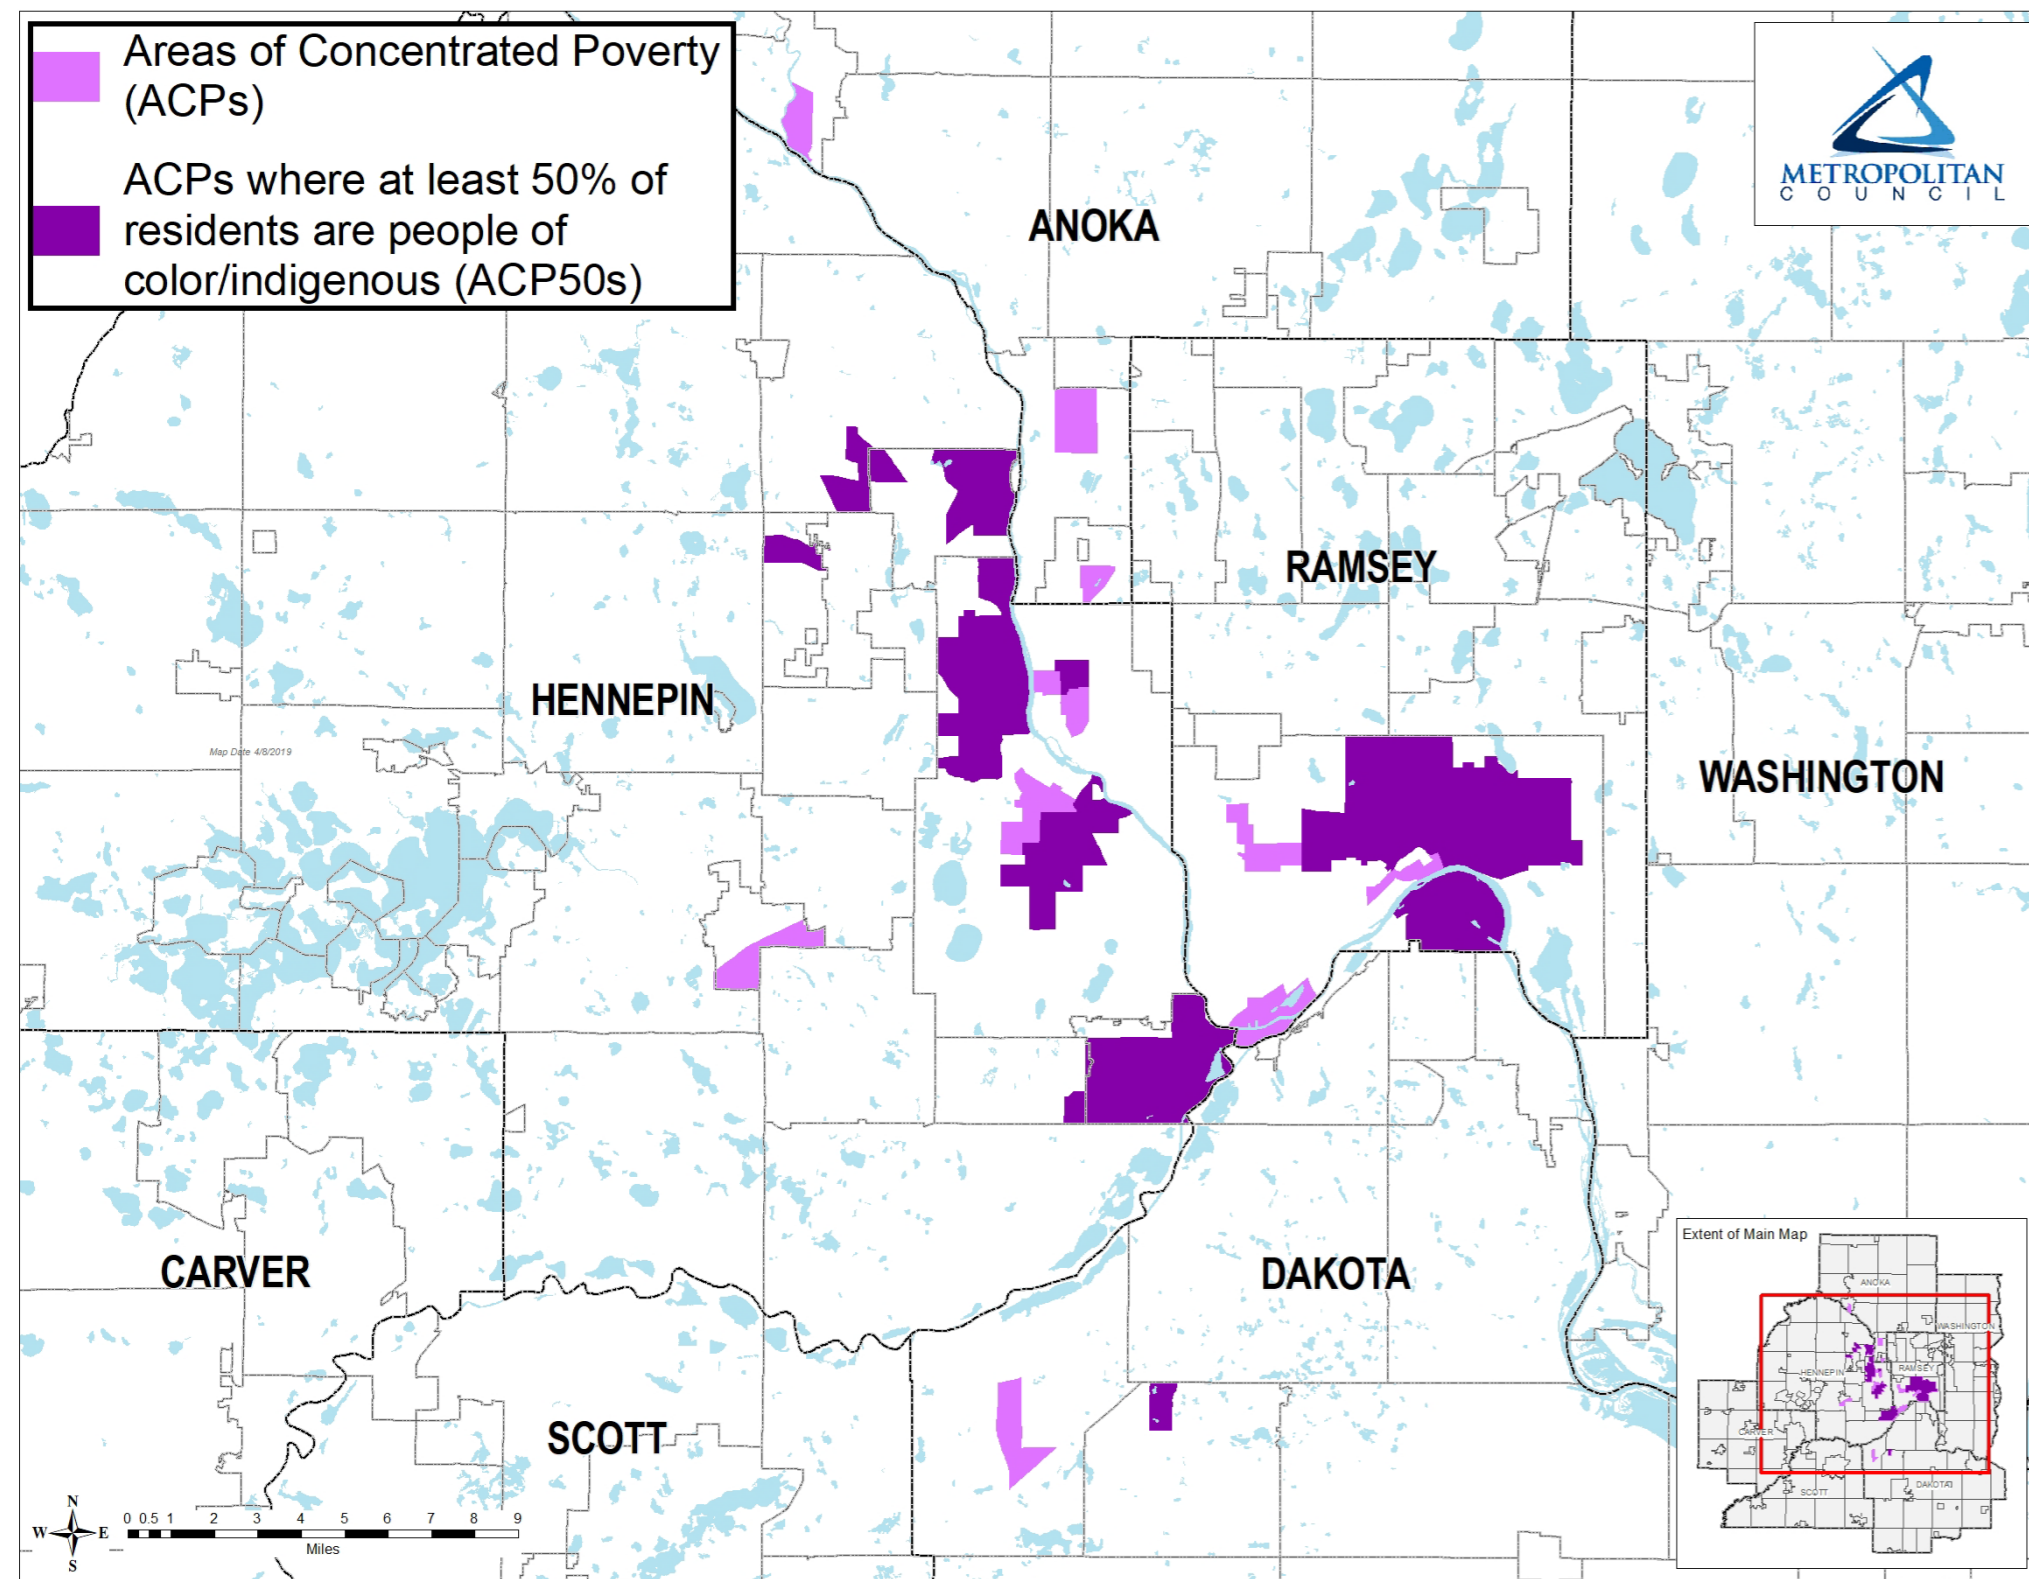 Areas of Concentrated Poverty
(ACPs)
ACPs where at least 50% of
residents are people of
color/indigenous (ACP50s)
METROPOLITAN
COUNCIL
ANOKA
RAMSEY
HENNEPIN
Map Date 4/8/2019
WASHINGTON
CARVER
DAKOTA
SCOTT
N
W E
S
0 0.5 1 2 3 4 5 6 7 8 9
Miles
Extent of Main Map
ANOKA
WASHINGTON
HENNEPIN
RAMSEY
CARVER
SCOTT
DAKOTA